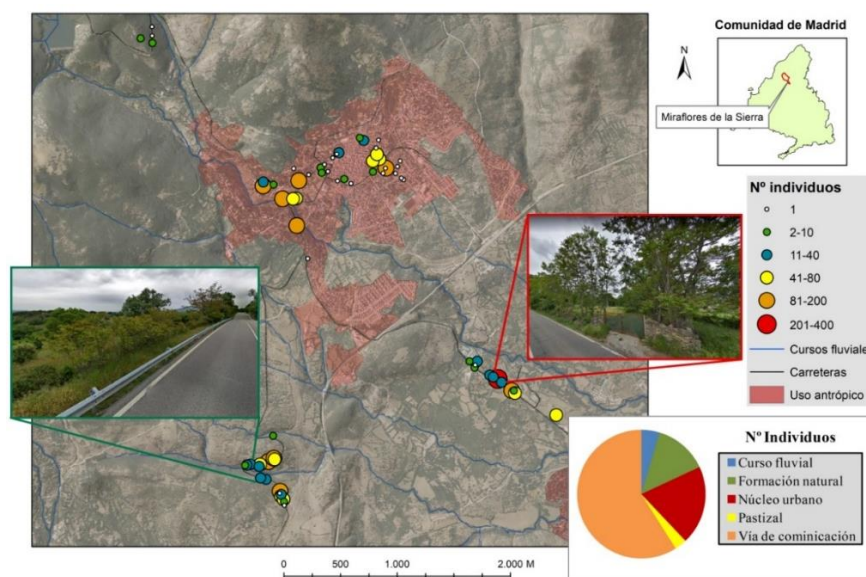 Comunidad de Madrid
N
Miraflores de la Sierra
Nº individuos
1
2-10
11-40
41-80
81-200
201-400
Cursos fluviale
Carreteras
Uso antrópico
Nº Individuos
Curso fluvial
Formación natural
Núcleo urbano
Pastizal
Vía de cominicación
0 500 1.000 2.000 M